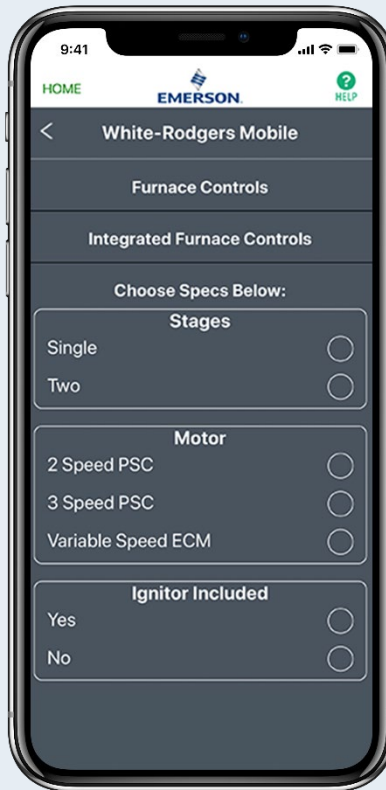 9:41
HOME
EMERSON.
?
HELP
<
White-Rodgers Mobile
Furnace Controls
Integrated Furnace Controls
Choose Specs Below:
Stages
Single
Two
Motor
2 Speed PSC
3 Speed PSC
Variable Speed ECM
Ignitor Included
Yes
No